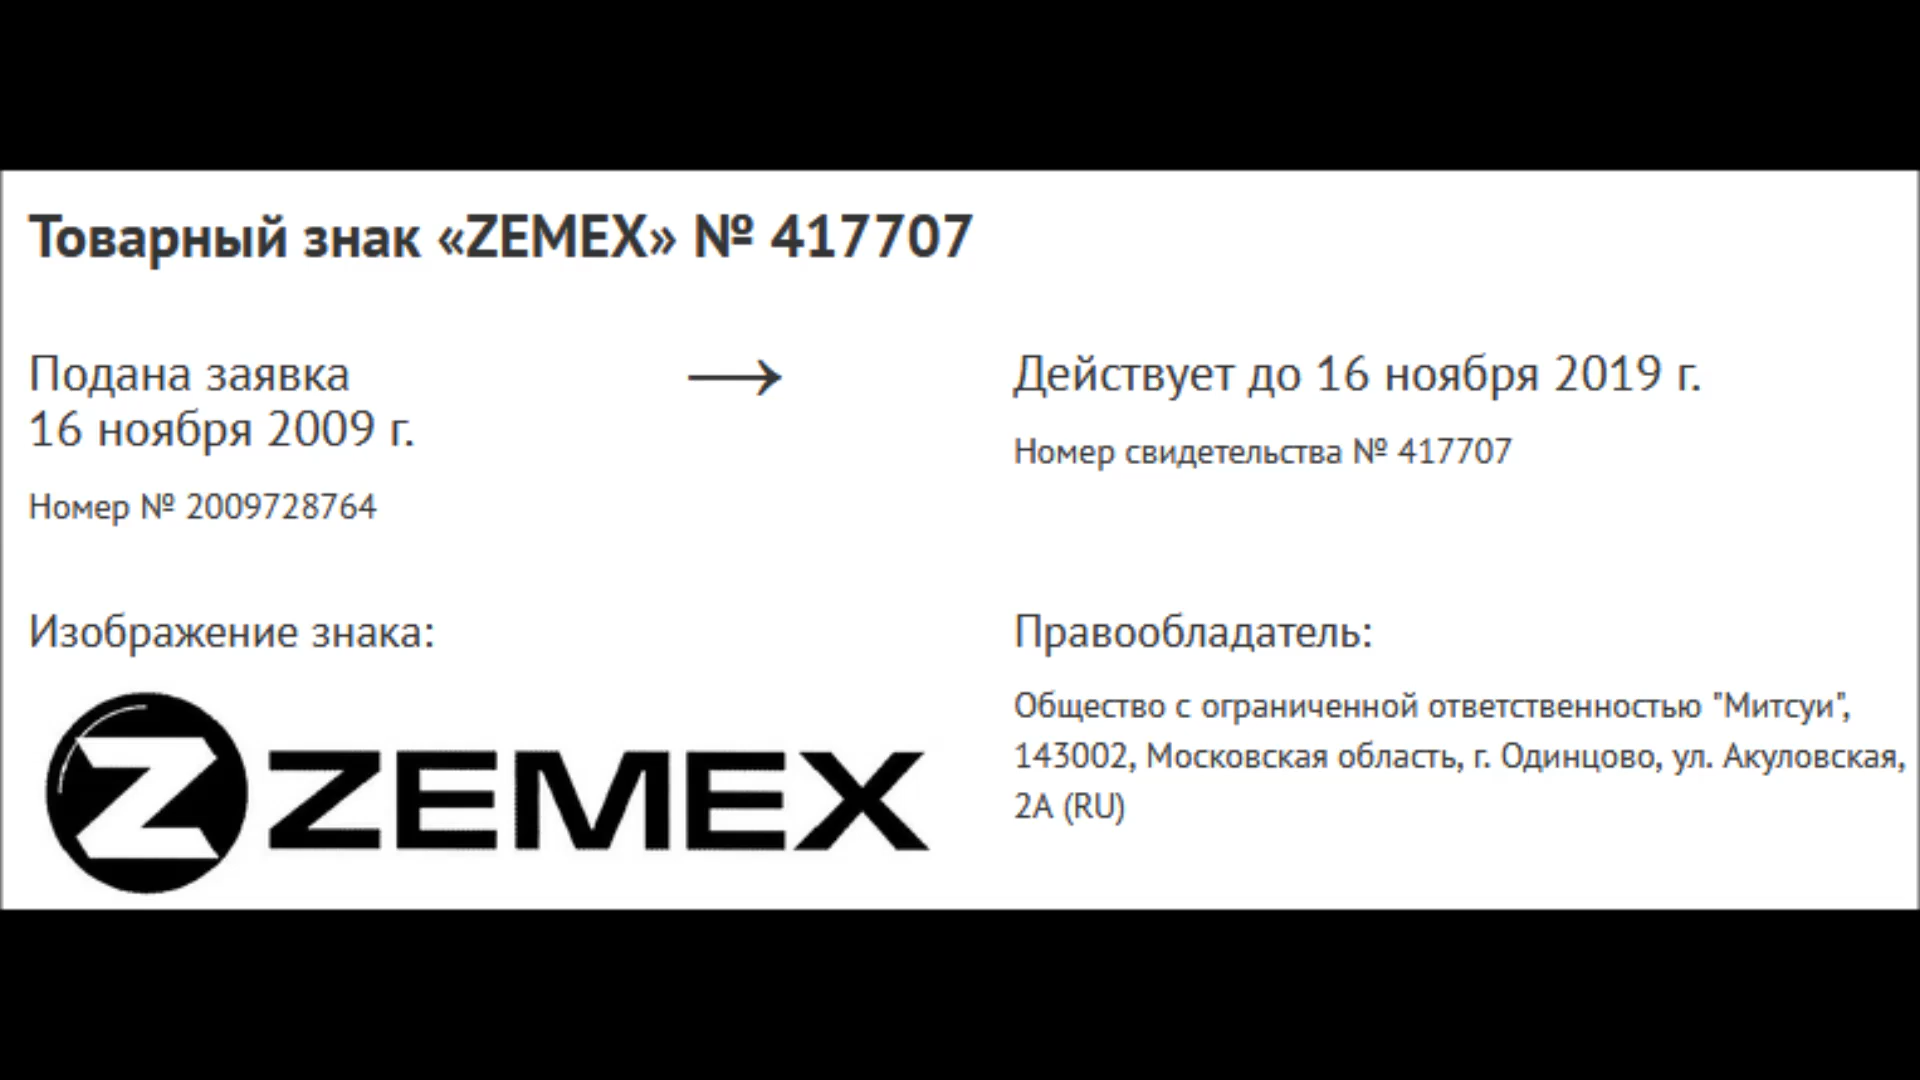 Товарный знак «ZEMEX» № 417707
Подана заявка
16 ноября 2009 г.
Номер № 2009728764
→
Действует до 16 ноября 2019 г.
Номер свидетельства № 417707
Изображение знака:
Z ZEMEX
Правообладатель:
Общество с ограниченной ответственностью "Митсуи",
143002, Московская область, г. Одинцово, ул. Акуловская,
2А (RU)